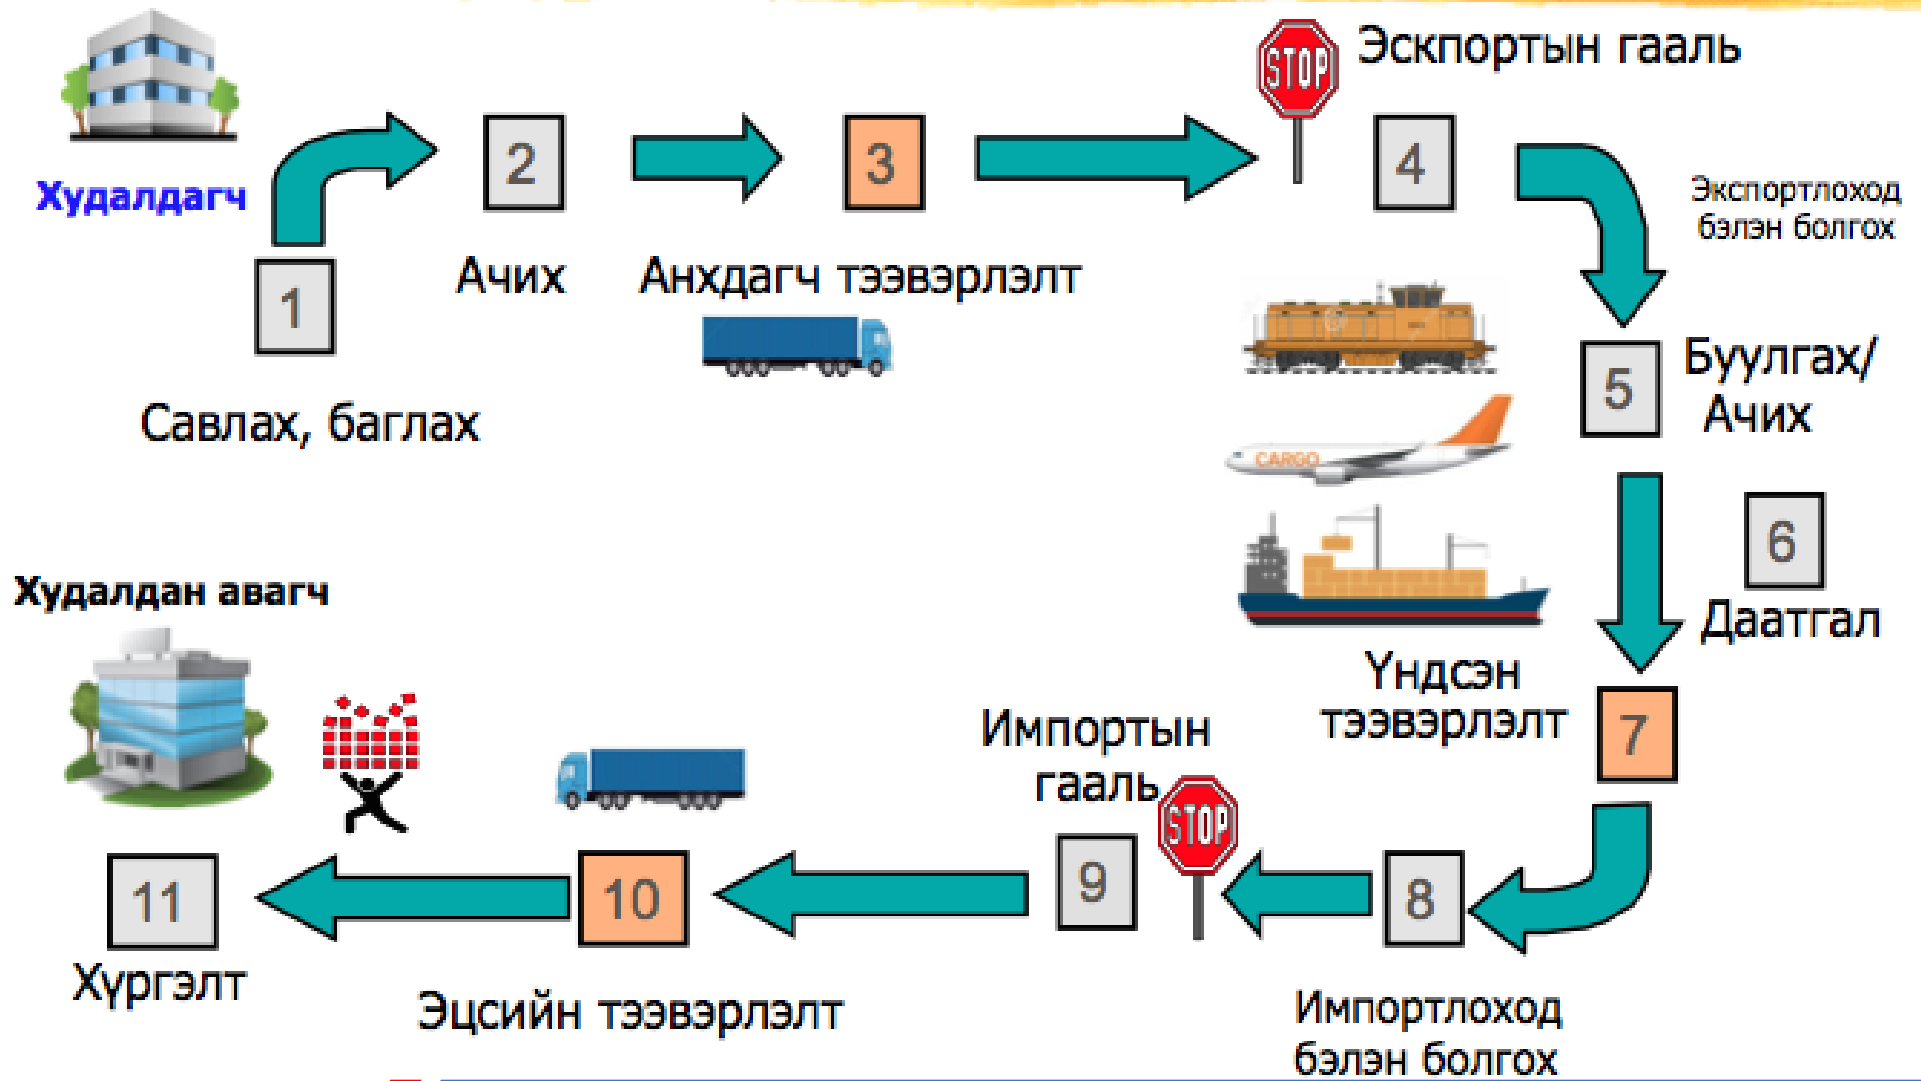 Эскпортын гааль
STOP
Худалдагч
2
3
4
Экспортлоход
бэлэн болгох
1
Ачих
Анхдагч тээвэрлэлт
Савлах, баглах
5
Буулгах/
Ачих
CARGO
6
Даатгал
Худалдан авагч
Үндсэн
тээвэрлэлт
7
Импортын
гааль
STOP
11
10
9
8
Хүргэлт
Эцсийн тээвэрлэлт
Импортлоход
бэлэн болгох